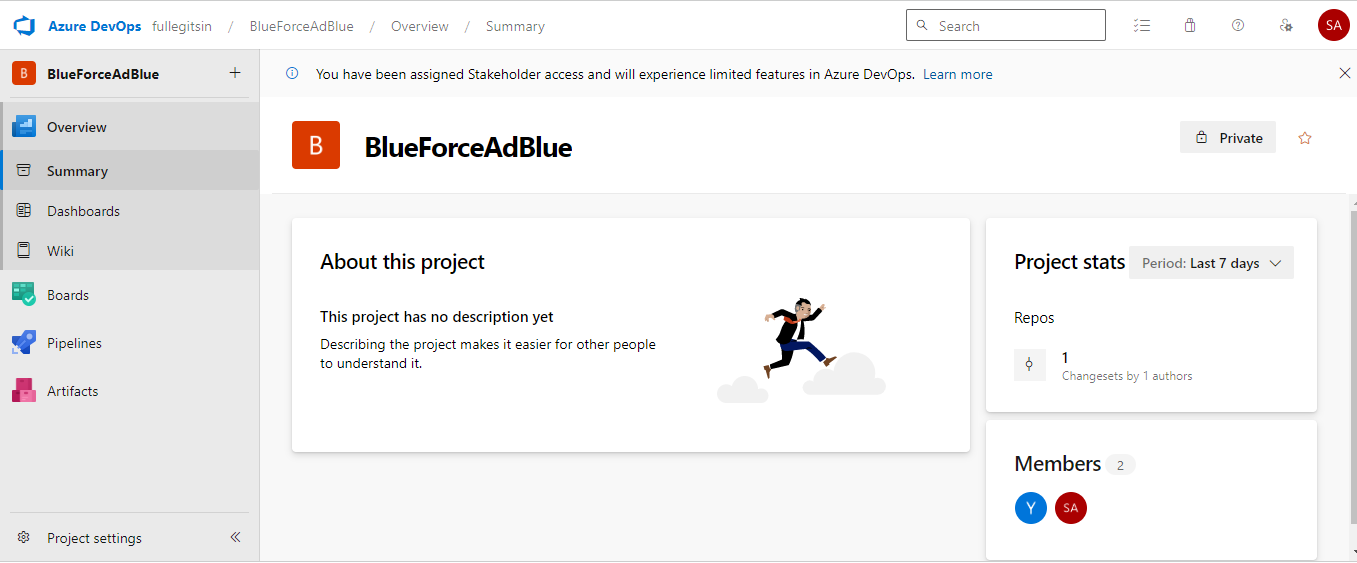 Azure DevOps fullegitsin / BlueForceAdBlue / Overview / Summary
Search
SA
B BlueForceAdBlue +
You have been assigned Stakeholder access and will experience limited features in Azure DevOps. Learn more
Overview
Summary
Dashboards
Wiki
Boards
Pipelines
Artifacts
Project settings
B BlueForceAdBlue
Private
About this project
This project has no description yet
Describing the project makes it easier for other people
to understand it.
Project stats
Period: Last 7 days
Repos
1
Changesets by 1 authors
Members 2
Y SA